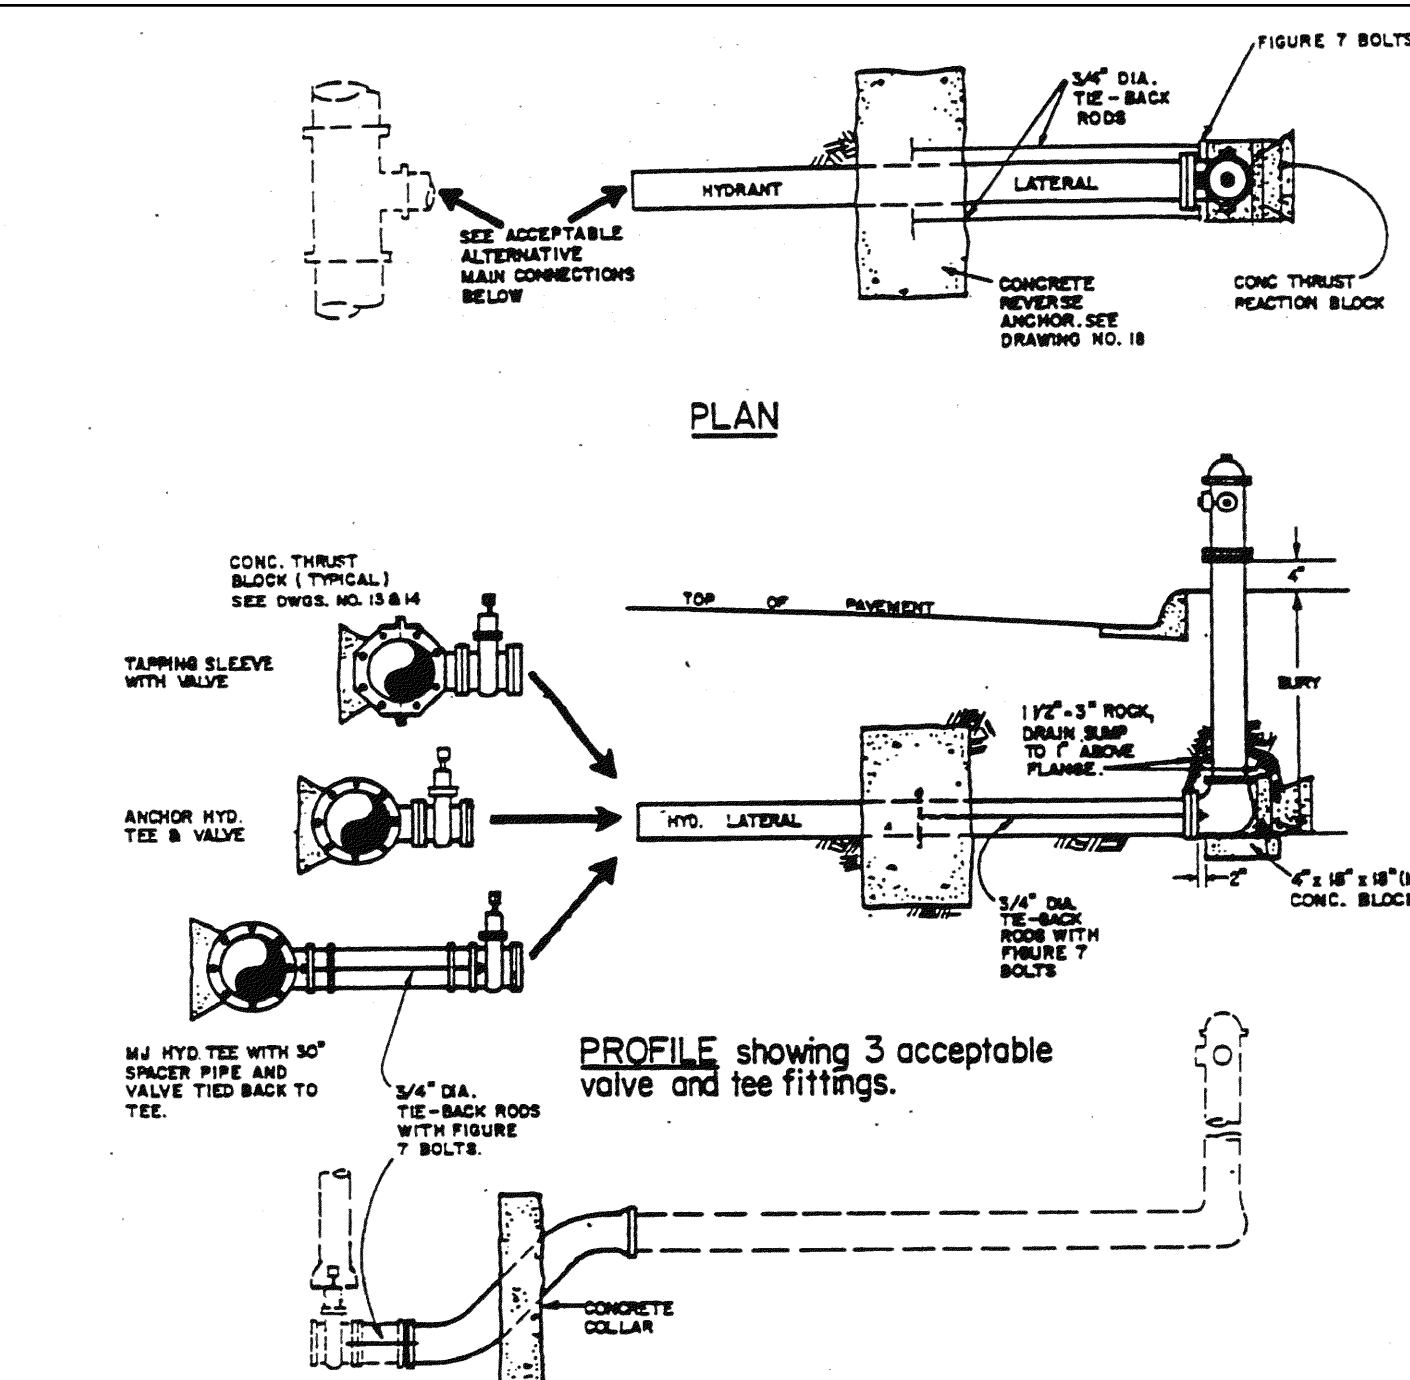 FIGURE 7 BOLTS
3/4" DIA.
TIE-BACK
RODS
HYDRANT
LATERAL
SEE ACCEPTABLE
ALTERNATIVE
MAIN CONNECTIONS
BELOW
CONCRETE
REVERSE
ANCHOR. SEE
DRAWING NO. 18
CONC THRUST
REACTION BLOCK
PLAN
CONC. THRUST
BLOCK (TYPICAL)
SEE DWGS. NO. 13 & 14
4"
TOP OF PAVEMENT
TAPPING SLEEVE
WITH VALVE
BURY
1 1/2"-3" ROCK,
DRAIN SUMP
TO 1" ABOVE
FLANGE.
ANCHOR HYD.
TEE & VALVE
HYD. LATERAL
2"
4" x 18" x 18"
CONC. BLOCK
3/4" DIA.
TIE-BACK
RODS WITH
FIGURE 7
BOLTS
MJ HYD. TEE WITH 30"
SPACER PIPE AND
VALVE TIED BACK TO
TEE.
PROFILE showing 3 acceptable
valve and tee fittings.
3/4" DIA.
TIE-BACK RODS
WITH FIGURE
7 BOLTS.
CONCRETE
COLLAR